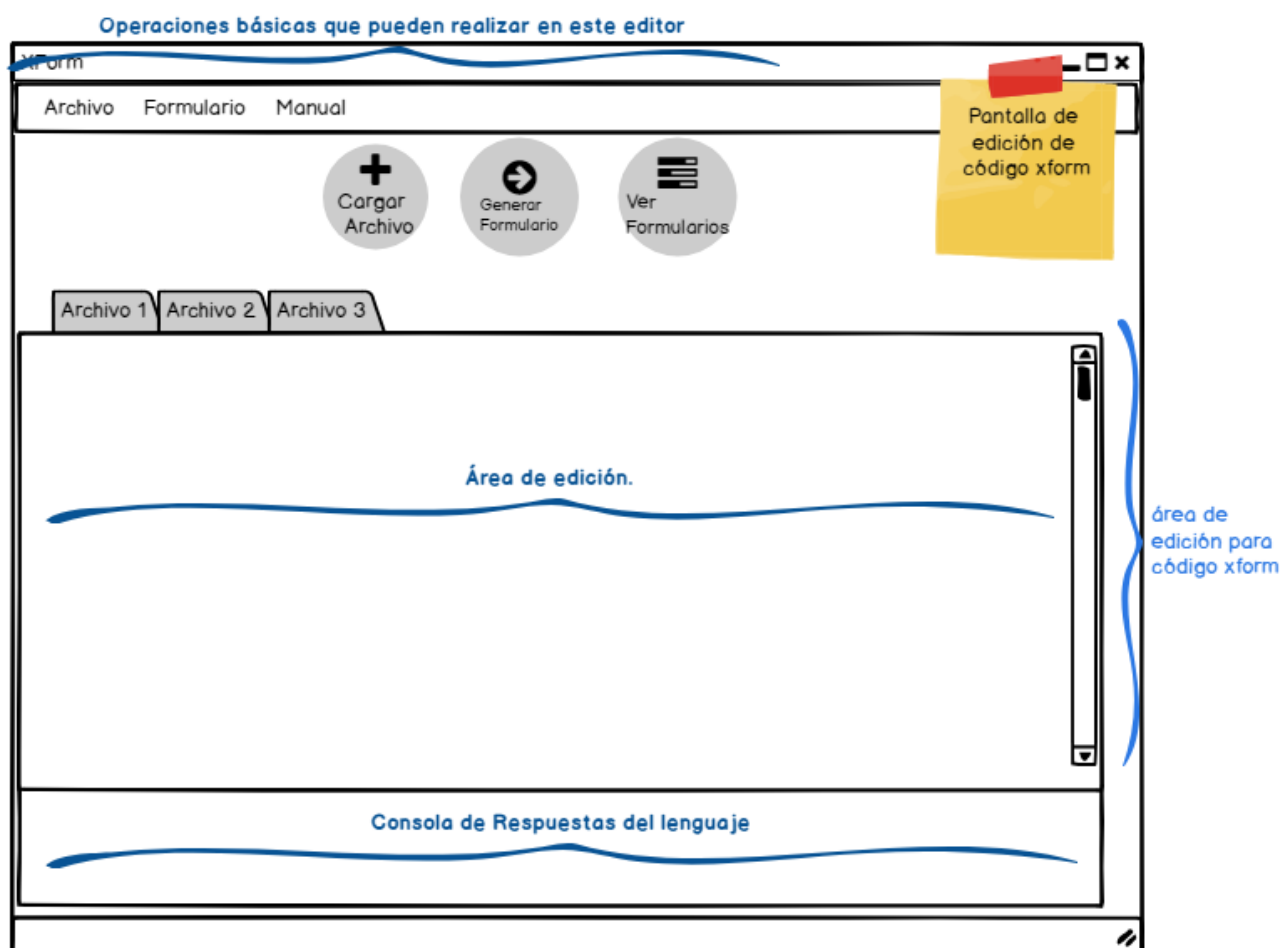 Operaciones básicas que pueden realizar en este editor
XForm
Archivo Formulario Manual
Pantalla de
edición de
código xform
Cargar
Archivo
Generar
Formulario
Ver
Formularios
Archivo 1 Archivo 2 Archivo 3
Área de edición.
área de
edición para
código xform
Consola de Respuestas del lenguaje